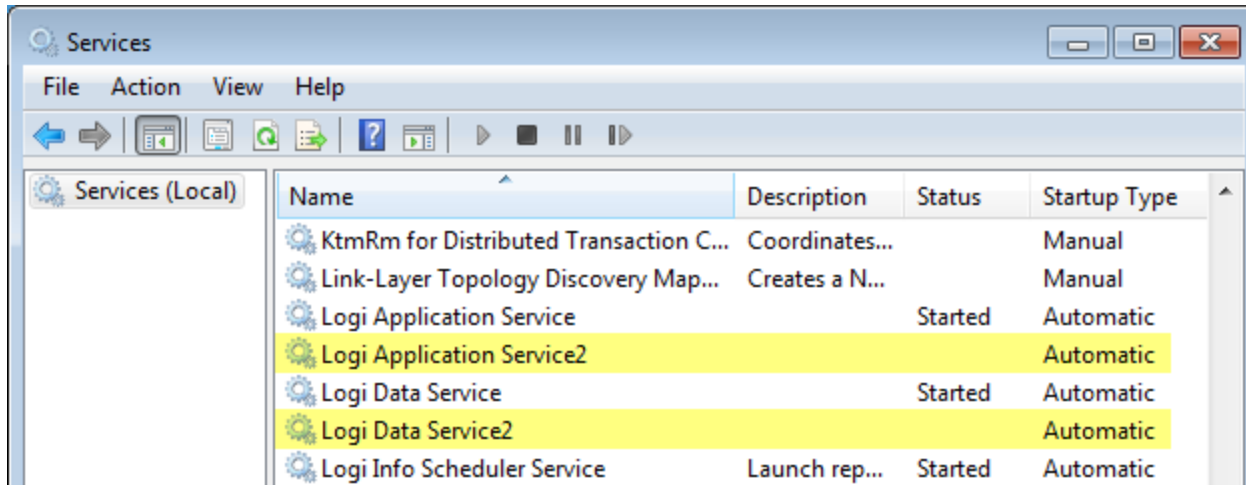 Services
File Action View Help
Services (Local)
Name Description Status Startup Type
KtmRm for Distributed Transaction C... Coordinates... Manual
Link-Layer Topology Discovery Map... Creates a N... Manual
Logi Application Service Started Automatic
Logi Application Service2 Automatic
Logi Data Service Started Automatic
Logi Data Service2 Automatic
Logi Info Scheduler Service Launch rep... Started Automatic